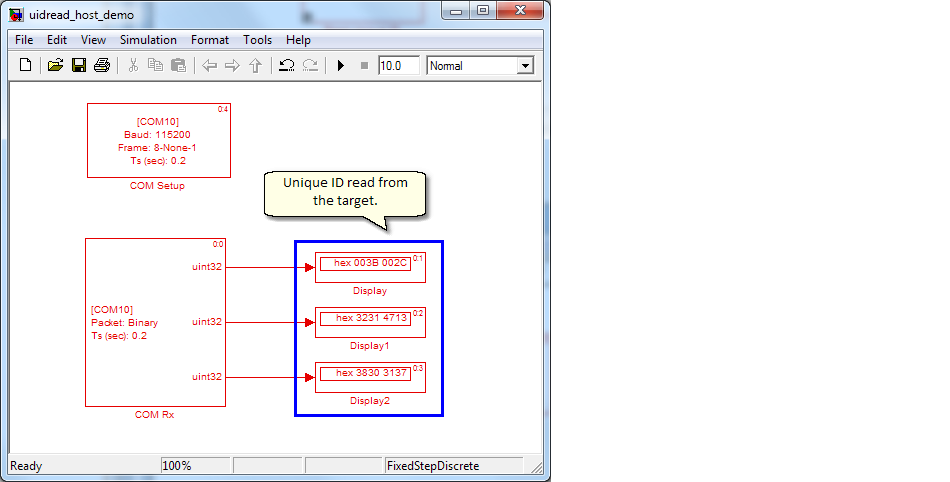 uidread_host_demo
File Edit View Simulation Format Tools Help
10.0 Normal
0:4
[COM10]
Baud: 115200
Frame: 8-None-1
Ts (sec): 0.2
COM Setup
Unique ID read from
the target.
0:0
uint32
[COM10]
Packet: Binary
Ts (sec): 0.2
uint32
uint32
COM Rx
0:1
hex 003B 002C
Display
0:2
hex 3231 4713
Display1
0:3
hex 3830 3137
Display2
Ready 100% FixedStepDiscrete